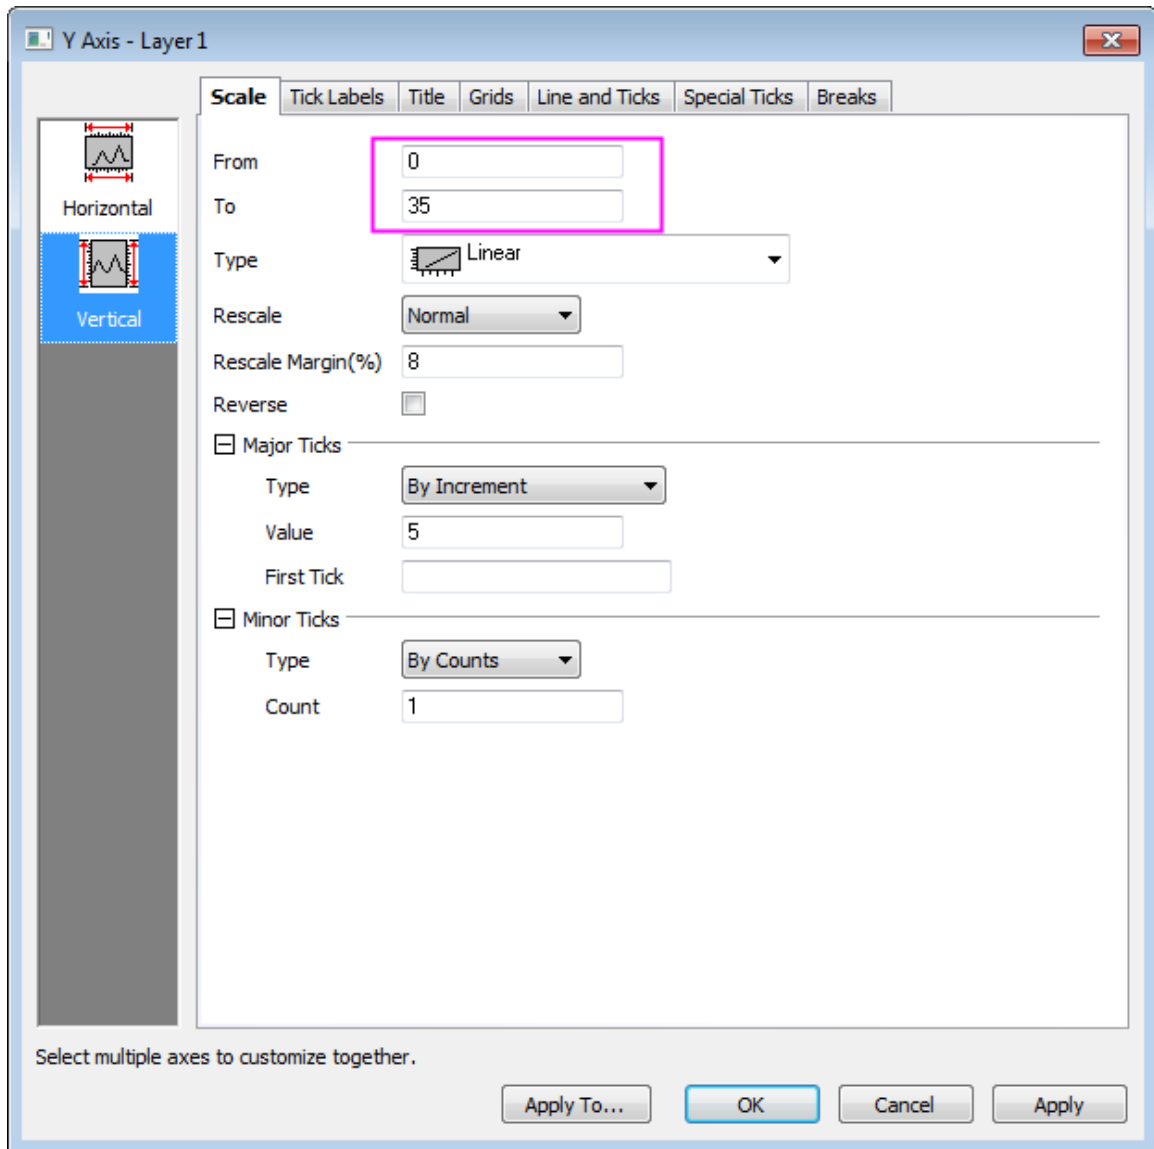 Y Axis - Layer1
Scale Tick Labels Title Grids Line and Ticks Special Ticks Breaks
Horizontal
Vertical
From 0
To 35
Type Linear
Rescale Normal
Rescale Margin(%) 8
Reverse
Major Ticks
Type By Increment
Value 5
First Tick
Minor Ticks
Type By Counts
Count 1
Select multiple axes to customize together.
Apply To... OK Cancel Apply